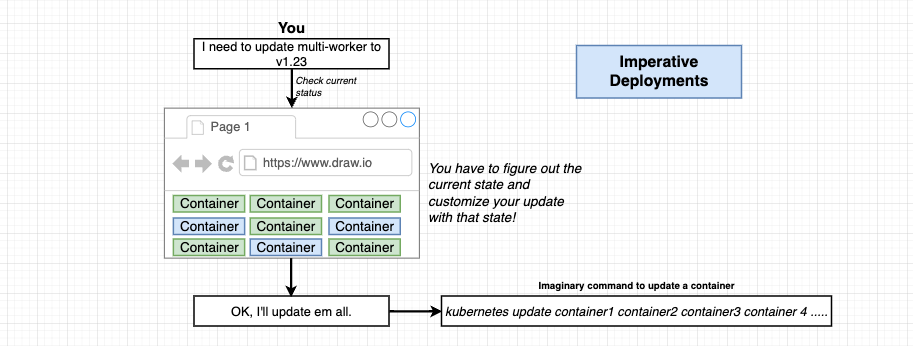 You
I need to update multi-worker to
v1.23
Imperative
Deployments
Check current
status
Page 1
https://www.draw.io
You have to figure out the
current state and
customize your update
with that state!
Container Container Container
Container Container Container
Container Container Container
Imaginary command to update a container
OK, I'll update em all.
kubernetes update container1 container2 container3 container 4 .....